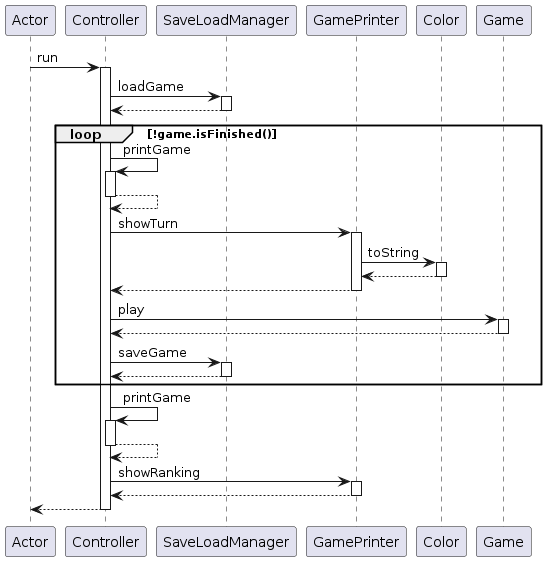 Actor Controller SaveLoadManager GamePrinter Color Game
run
loadGame
loop [!game.isFinished()]
printGame
showTurn
toString
play
saveGame
printGame
showRanking
Actor Controller SaveLoadManager GamePrinter Color Game